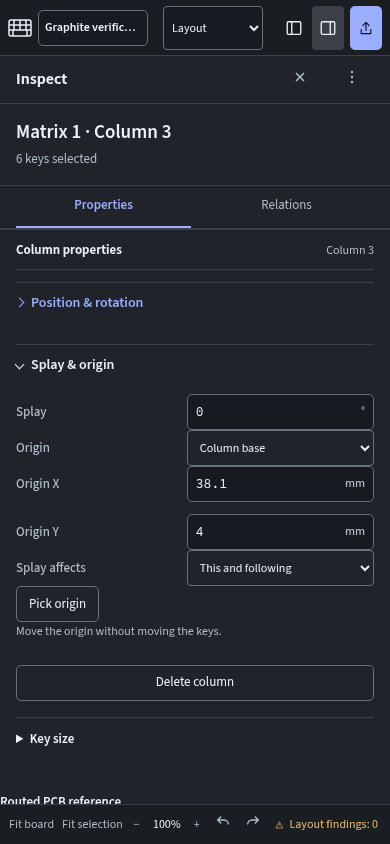 Graphite verific...
Layout
Inspect
Matrix 1 · Column 3
6 keys selected
Properties
Relations
Column properties
Column 3
Position & rotation
Splay & origin
Splay
0
°
Origin
Column base
Origin X
38.1
mm
Origin Y
4
mm
Splay affects
This and following
Pick origin
Move the origin without moving the keys.
Delete column
Key size
Routed PCB reference
Fit board
Fit selection
−
100%
+
Layout findings: 0